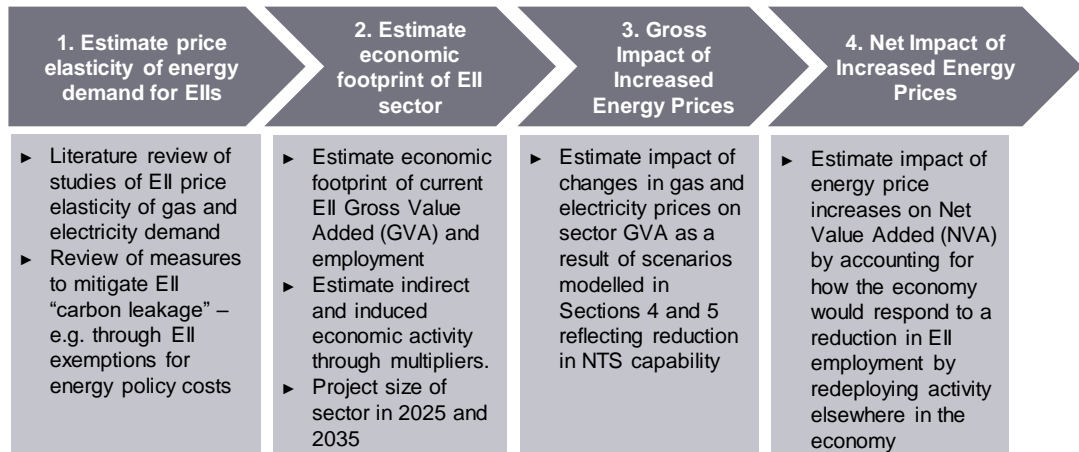 1. Estimate price
elasticity of energy
demand for EIIs
2. Estimate
economic
footprint of EII
sector
3. Gross
Impact of
Increased
Energy Prices
4. Net Impact of
Increased Energy
Prices
► Literature review of
studies of EII price
elasticity of gas and
electricity demand
► Review of measures
to mitigate EII
“carbon leakage” –
e.g. through EII
exemptions for
energy policy costs
► Estimate economic
footprint of current
EII Gross Value
Added (GVA) and
employment
► Estimate indirect
and induced
economic activity
through multipliers.
► Project size of
sector in 2025 and
2035
► Estimate impact of
changes in gas and
electricity prices on
sector GVA as a
result of scenarios
modelled in
Sections 4 and 5
reflecting reduction
in NTS capability
► Estimate impact of
energy price
increases on Net
Value Added (NVA)
by accounting for
how the economy
would respond to a
reduction in EII
employment by
redeploying activity
elsewhere in the
economy